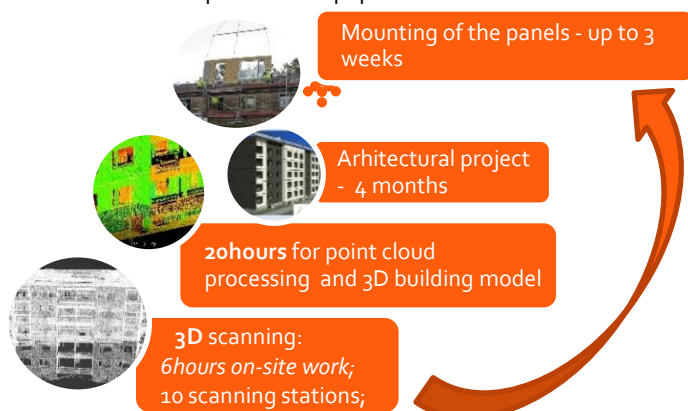 Mounting of the panels - up to 3
weeks
Arhitectural project
- 4 months
20hours for point cloud
processing and 3D building model
3D scanning:
6hours on-site work;
10 scanning stations;